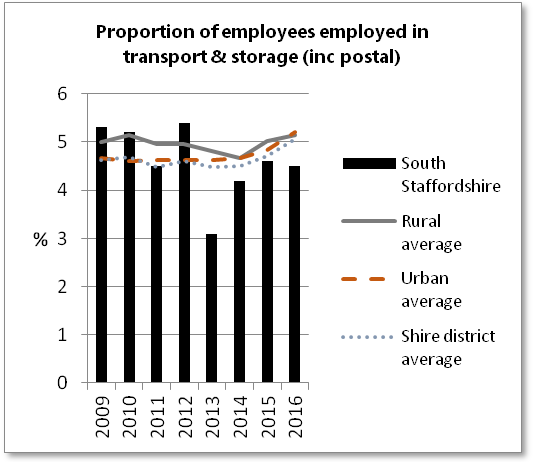 Proportion of employees employed in
transport & storage (inc postal)
6
5
4
3
2
1
0
%
2009
2010
2011
2012
2013
2014
2015
2016
South
Staffordshire
Rural
average
Urban
average
Shire district
average